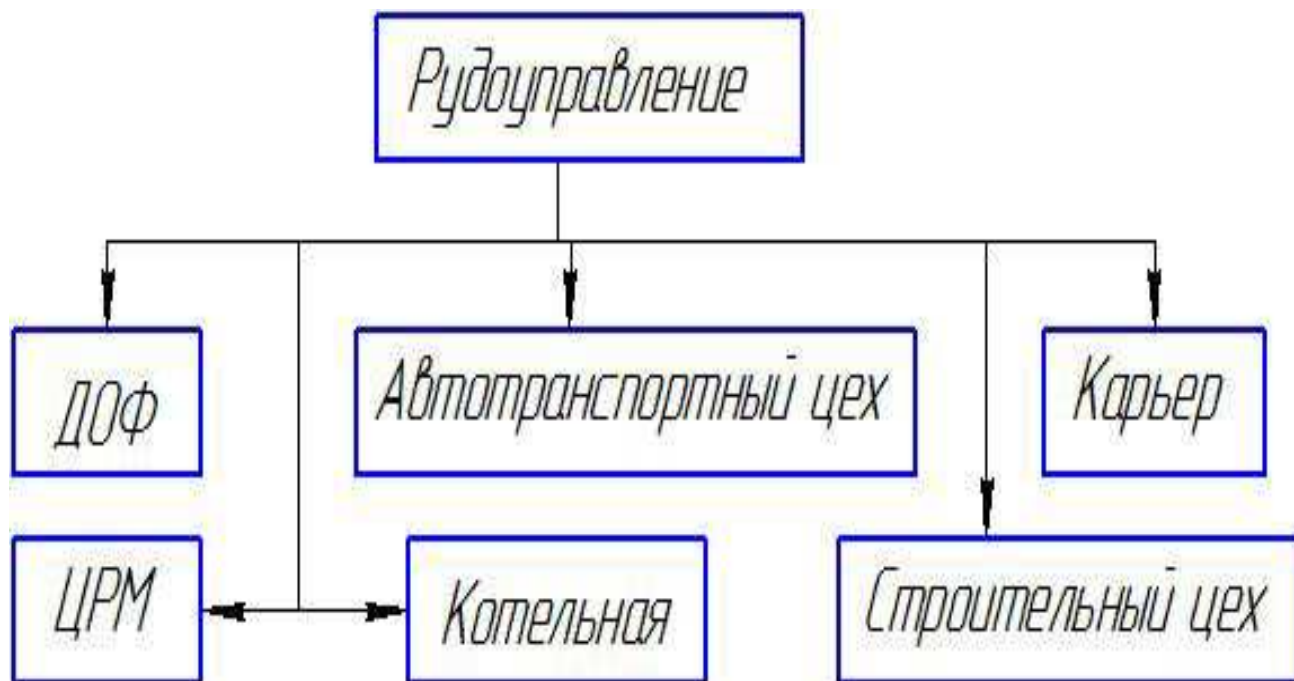 Рудоуправление
ДОФ
Автотранспортный цех
Карьер
ЦРМ
Котельная
Строительный цех